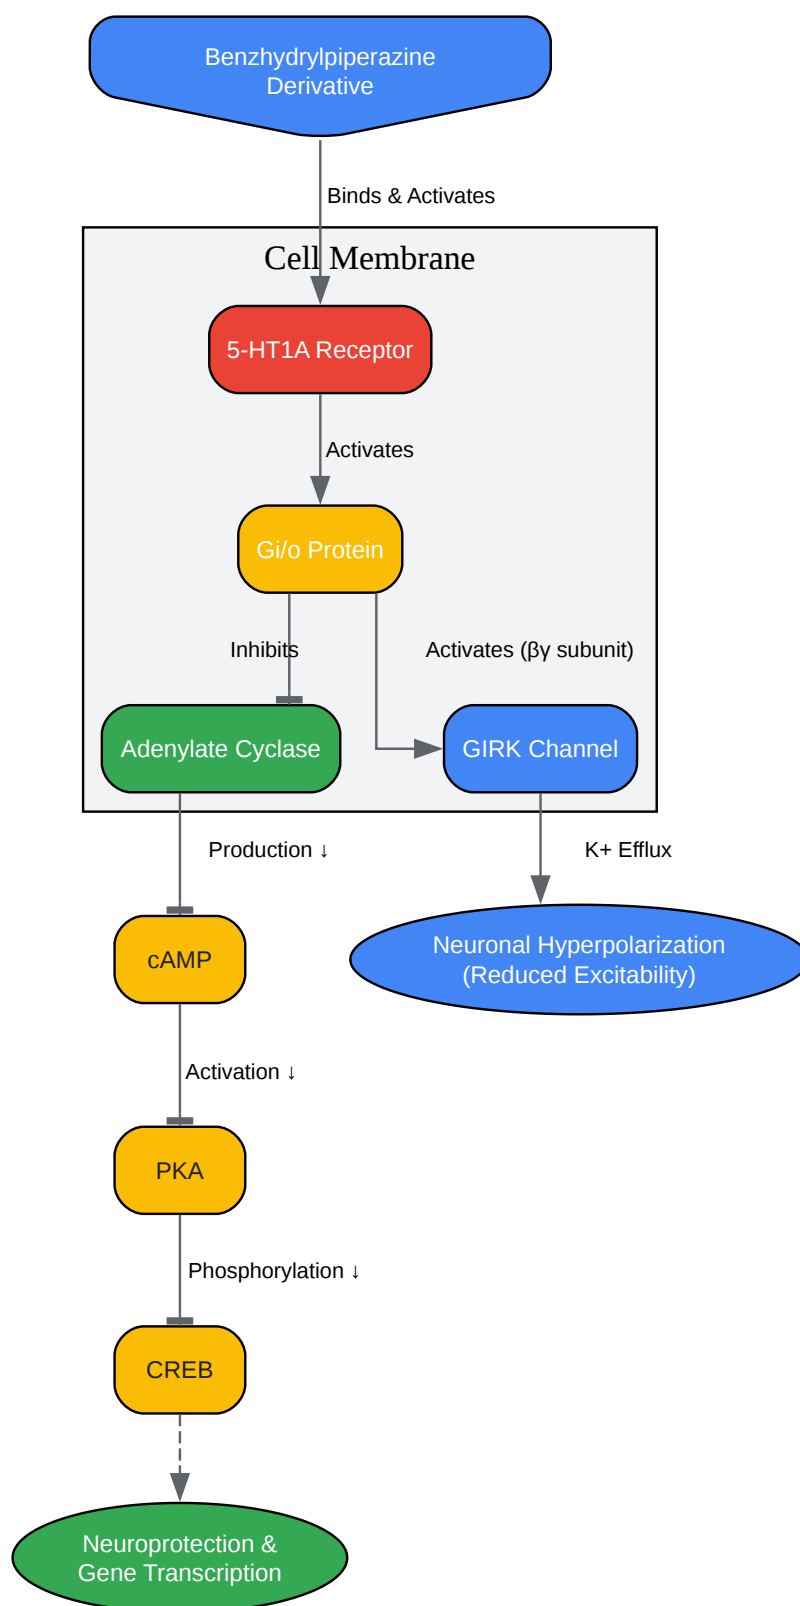 Benzhydrylpiperazine
Derivative
Binds & Activates
Cell Membrane
5-HT1A Receptor
Activates
Gi/o Protein
Inhibits
Activates (βγ subunit)
Adenylate Cyclase
GIRK Channel
Production ↓
K+ Efflux
cAMP
Neuronal Hyperpolarization
(Reduced Excitability)
Activation ↓
PKA
Phosphorylation ↓
CREB
Neuroprotection &
Gene Transcription